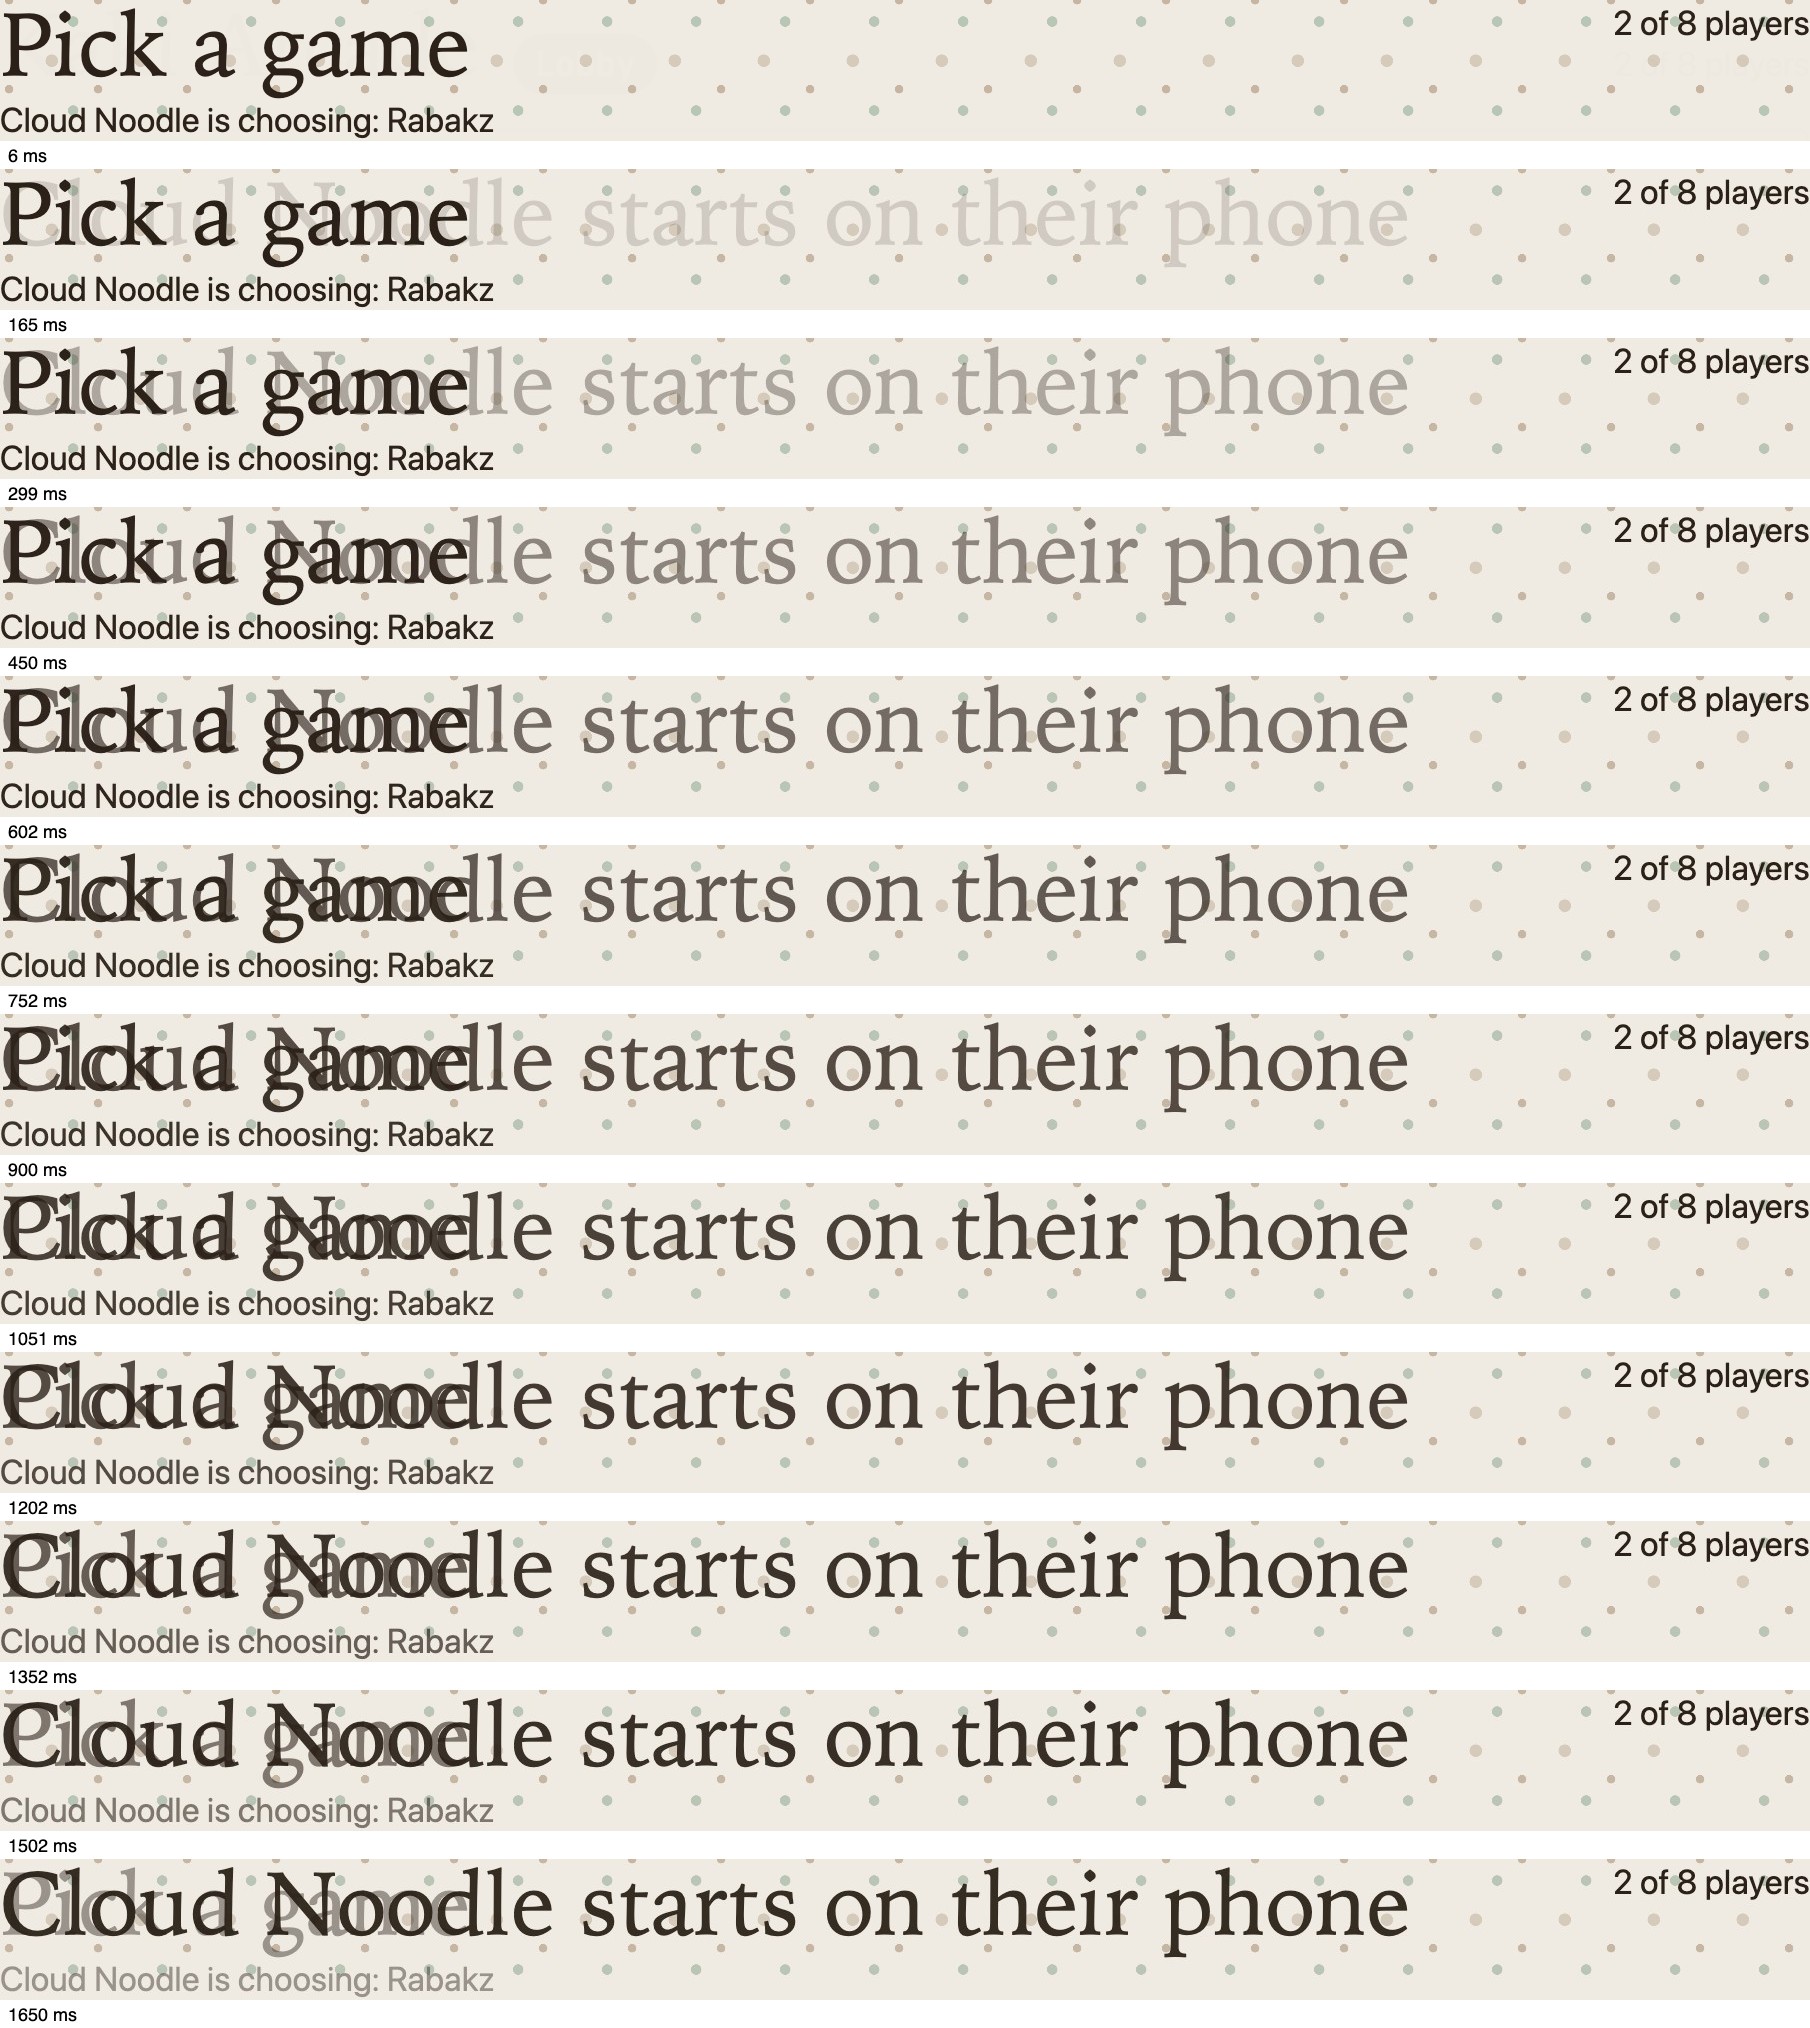 Pick a game
2 of 8 players
Cloud Noodle is choosing: Rabakz
6 ms
Pick a game
Cloud Noodle starts on their phone
2 of 8 players
Cloud Noodle is choosing: Rabakz
165 ms
Pick a game
Cloud Noodle starts on their phone
2 of 8 players
Cloud Noodle is choosing: Rabakz
299 ms
Pick a game
Cloud Noodle starts on their phone
2 of 8 players
Cloud Noodle is choosing: Rabakz
450 ms
Pick a game
Cloud Noodle starts on their phone
2 of 8 players
Cloud Noodle is choosing: Rabakz
602 ms
Pick a game
Cloud Noodle starts on their phone
2 of 8 players
Cloud Noodle is choosing: Rabakz
752 ms
Pick a game
Cloud Noodle starts on their phone
2 of 8 players
Cloud Noodle is choosing: Rabakz
900 ms
Pick a game
Cloud Noodle starts on their phone
2 of 8 players
Cloud Noodle is choosing: Rabakz
1051 ms
Pick a game
Cloud Noodle starts on their phone
2 of 8 players
Cloud Noodle is choosing: Rabakz
1202 ms
Pick a game
Cloud Noodle starts on their phone
2 of 8 players
Cloud Noodle is choosing: Rabakz
1352 ms
Pick a game
Cloud Noodle starts on their phone
2 of 8 players
Cloud Noodle is choosing: Rabakz
1502 ms
Pick a game
Cloud Noodle starts on their phone
2 of 8 players
Cloud Noodle is choosing: Rabakz
1650 ms